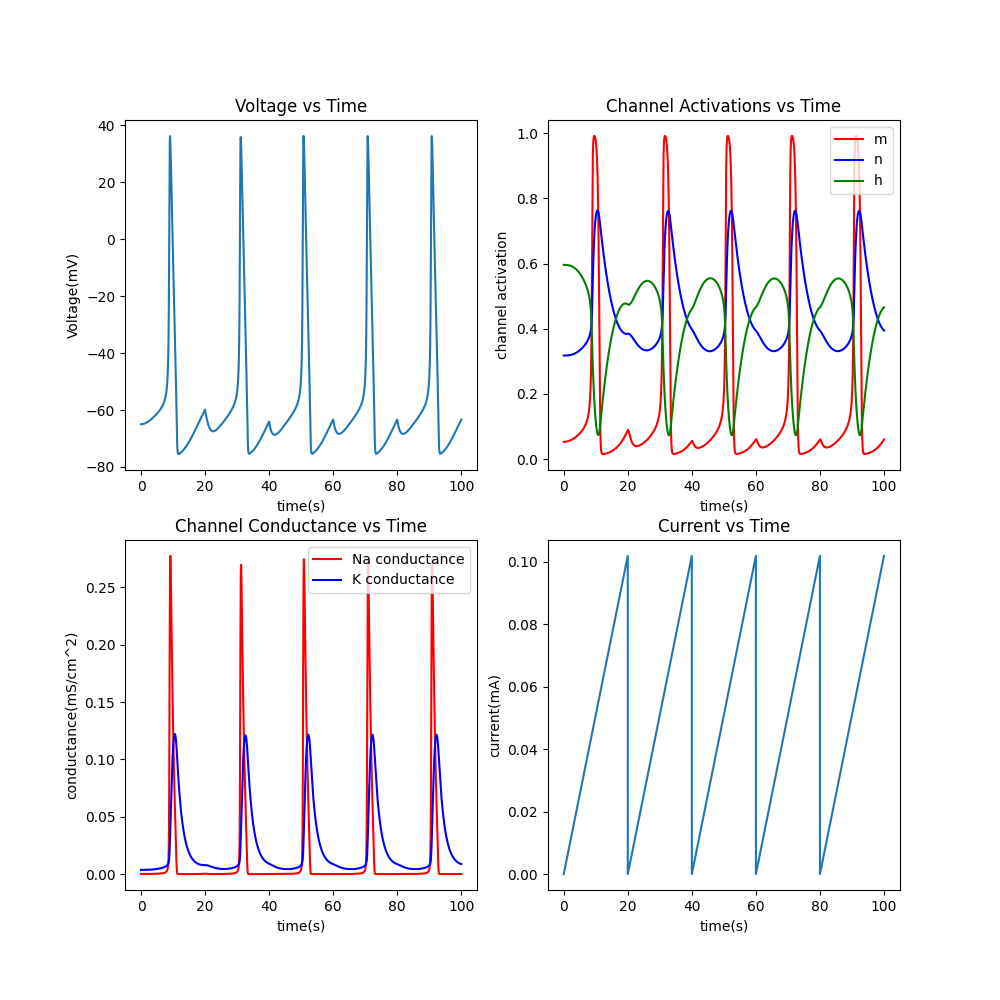 Voltage vs Time
40
20
0
−20
−40
−60
−80
Voltage(mV)
0 20 40 60 80 100
time(s)
Channel Activations vs Time
1.0
0.8
0.6
0.4
0.2
0.0
channel activation
m
n
h
0 20 40 60 80 100
time(s)
Channel Conductance vs Time
0.25
0.20
0.15
0.10
0.05
0.00
conductance(mS/cm^2)
Na conductance
K conductance
0 20 40 60 80 100
time(s)
Current vs Time
0.10
0.08
0.06
0.04
0.02
0.00
current(mA)
0 20 40 60 80 100
time(s)